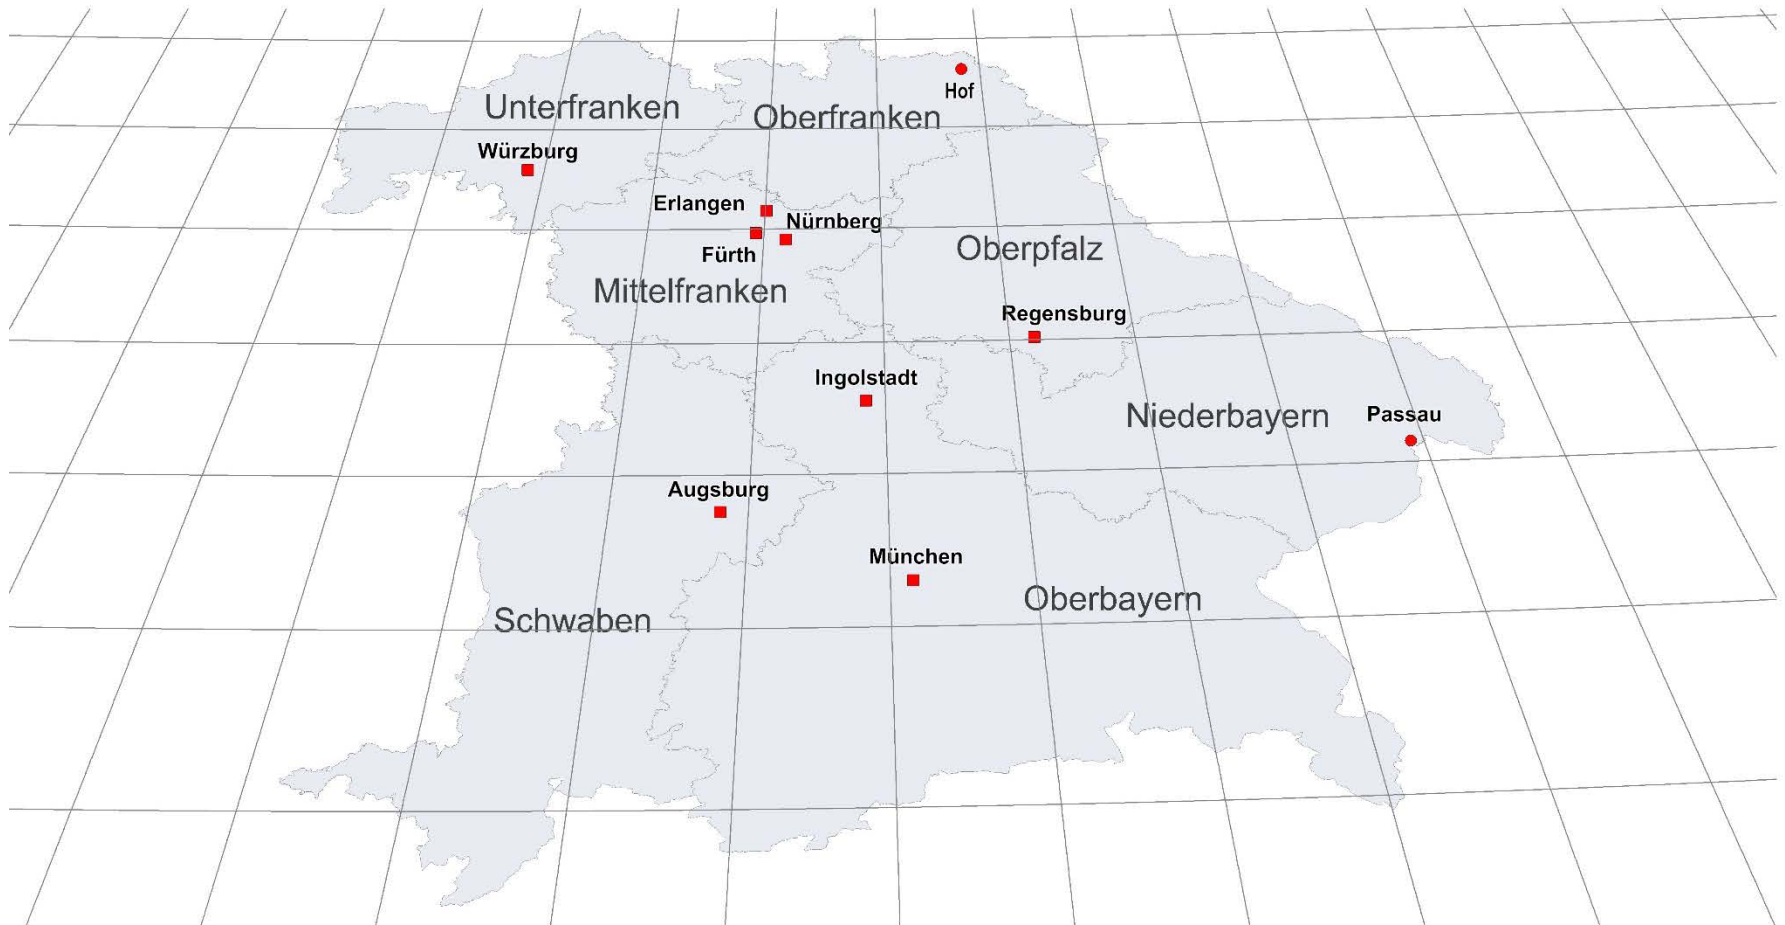 Hof
Unterfranken
Oberfranken
Würzburg
Erlangen
Nürnberg
Fürth
Oberpfalz
Mittelfranken
Regensburg
Ingolstadt
Niederbayern
Passau
Augsburg
München
Oberbayern
Schwaben